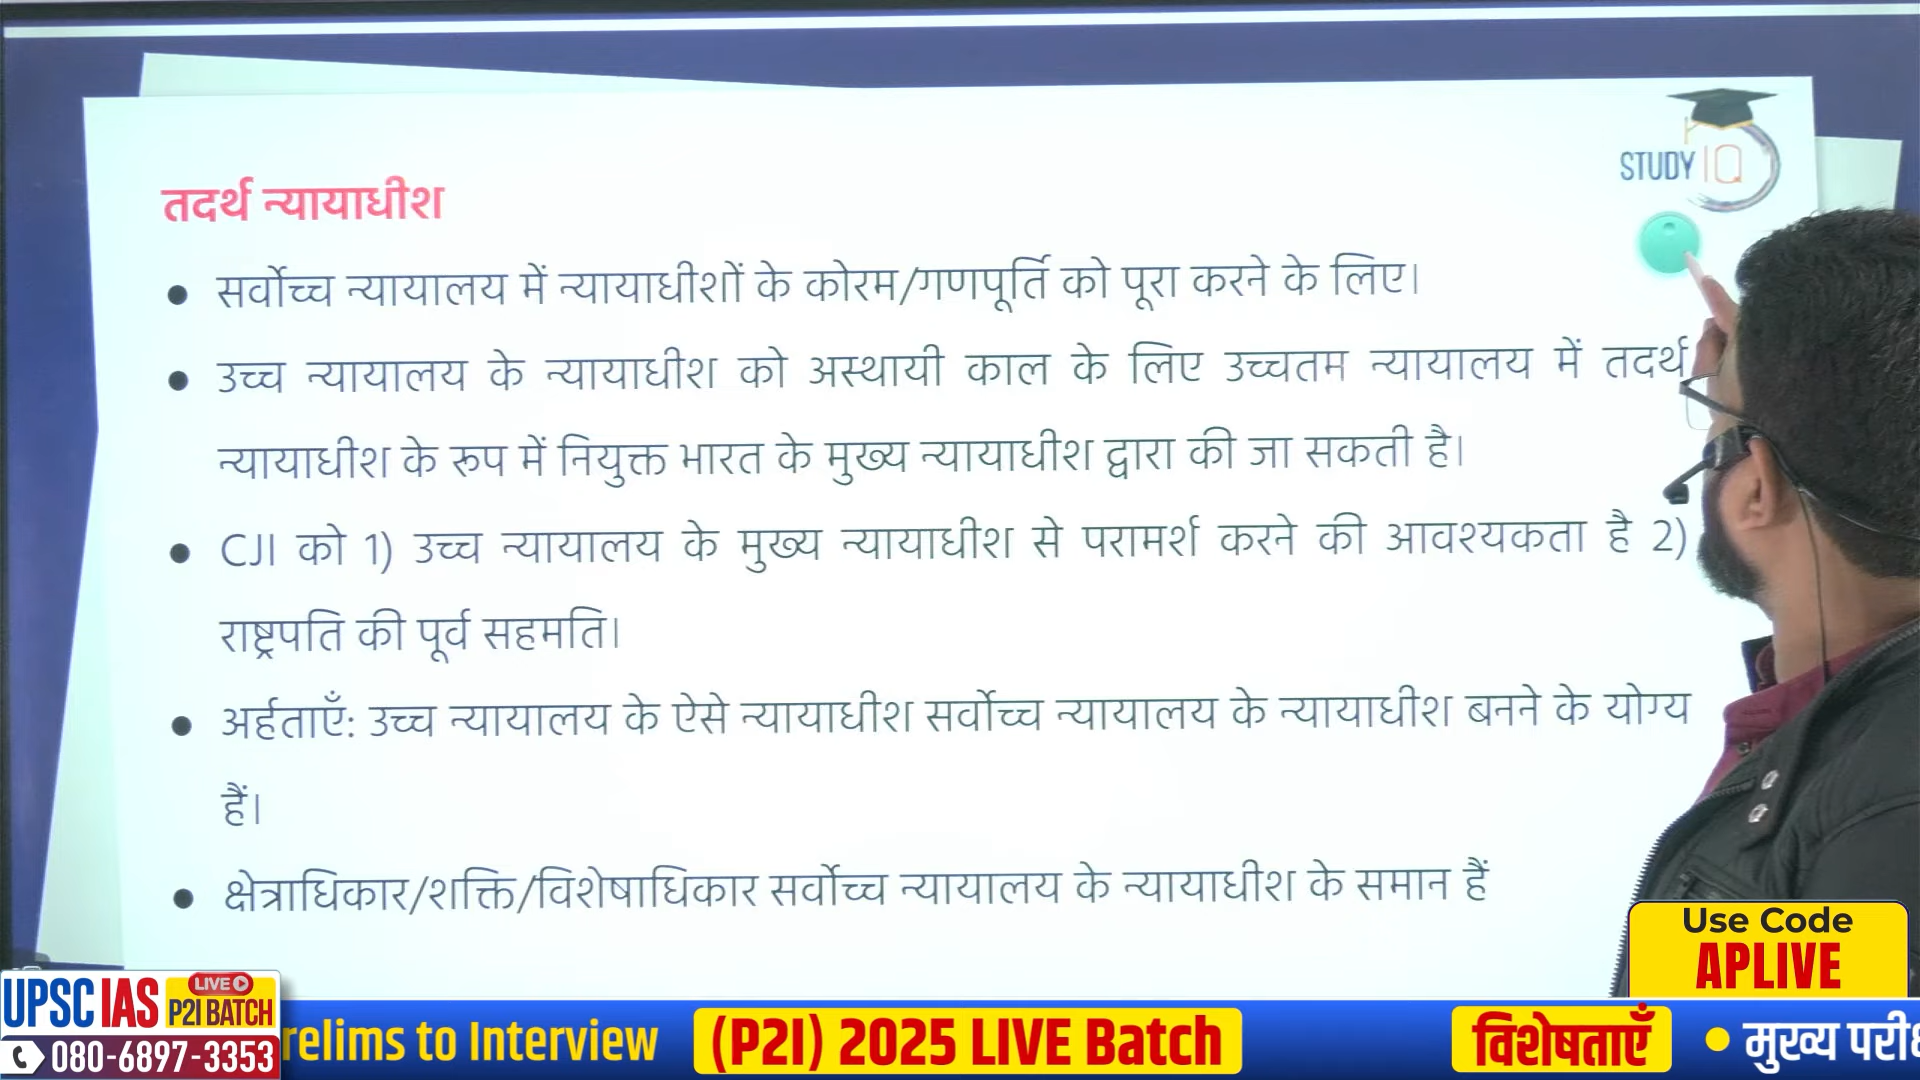 STUDY IQ
तदर्थ न्यायाधीश
● सर्वोच्च न्यायालय में न्यायाधीशों के कोरम/गणपूर्ति को पूरा करने के लिए।
● उच्च न्यायालय के न्यायाधीश को अस्थायी काल के लिए उच्चतम न्यायालय में तदर्थ
न्यायाधीश के रूप में नियुक्त भारत के मुख्य न्यायाधीश द्वारा की जा सकती है।
● CJI को 1) उच्च न्यायालय के मुख्य न्यायाधीश से परामर्श करने की आवश्यकता है 2)
राष्ट्रपति की पूर्व सहमति।
● अर्हताएँ: उच्च न्यायालय के ऐसे न्यायाधीश सर्वोच्च न्यायालय के न्यायाधीश बनने के योग्य
हैं।
● क्षेत्राधिकार/शक्ति/विशेषाधिकार सर्वोच्च न्यायालय के न्यायाधीश के समान हैं
Use Code
APLIVE
UPSC IAS LIVE P2I BATCH
080-6897-3353
relims to Interview (P2I) 2025 LIVE Batch विशेषताएँ • मुख्य